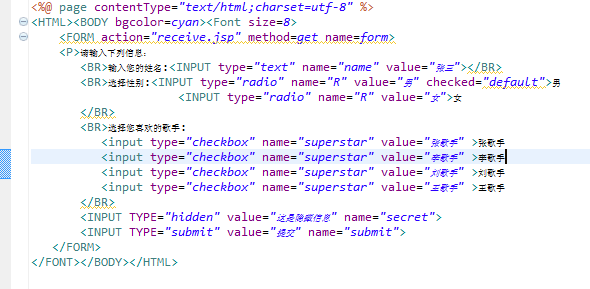 <%@ page contentType="text/html;charset=utf-8" %>
<HTML><BODY bgcolor=cyan><Font size=8>
<FORM action="receive.jsp" method=get name=form>
<P>请输入下列信息:
<BR>输入您的姓名:<INPUT type="text" name="name" value="张三"></BR>
<BR>选择性别:<INPUT type="radio" name="R" value="男" checked="default">男
<INPUT type="radio" name="R" value="女">女
</BR>
<BR>选择您喜欢的歌手:
<input type="checkbox" name="superstar" value="张歌手" >张歌手
<input type="checkbox" name="superstar" value="李歌手" >李歌手
<input type="checkbox" name="superstar" value="刘歌手" >刘歌手
<input type="checkbox" name="superstar" value="王歌手" >王歌手
</BR>
<INPUT TYPE="hidden" value="这是隐藏信息" name="secret">
<INPUT TYPE="submit" value="提交" name="submit">
</FORM>
</FONT></BODY></HTML>